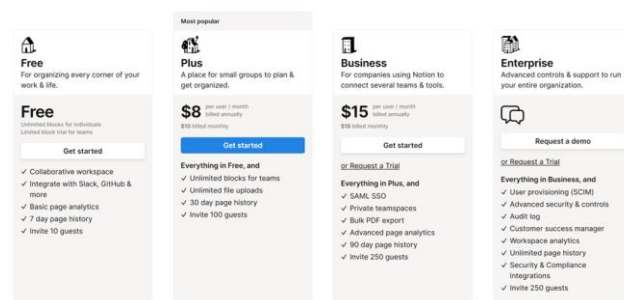 Free
For organizing every corner of your
work & life.
Free
Unlimited blocks for individuals
Limited block trial for teams
Get started
✓ Collaborative workspace
✓ Integrate with Slack, GitHub &
more
✓ Basic page analytics
✓ 7 day page history
✓ Invite 10 guests
Most popular
Plus
A place for small groups to plan &
get organized.
$8 per user / month
billed annually
$10 billed monthly
Get started
Everything in Free, and
✓ Unlimited blocks for teams
✓ Unlimited file uploads
✓ 30 day page history
✓ Invite 100 guests
Business
For companies using Notion to
connect several teams & tools.
$15 per user / month
billed annually
$18 billed monthly
Get started
or Request a Trial
Everything in Plus, and
✓ SAML SSO
✓ Private teamspaces
✓ Bulk PDF export
✓ Advanced page analytics
✓ 90 day page history
✓ Invite 250 guests
Enterprise
Advanced controls & support to run
your entire organization.
Request a demo
or Request a Trial
Everything in Business, and
✓ User provisioning (SCIM)
✓ Advanced security & controls
✓ Audit log
✓ Customer success manager
✓ Workspace analytics
✓ Unlimited page history
✓ Security & Compliance
integrations
✓ Invite 250 guests